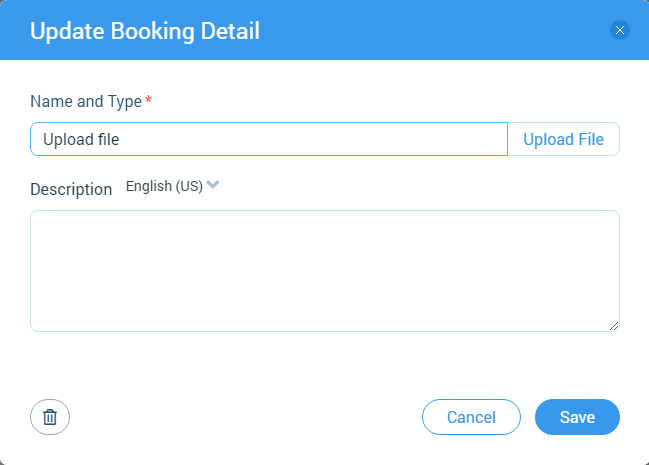 Update Booking Detail
Name and Type *
Upload file Upload File
Description English (US)
Cancel Save